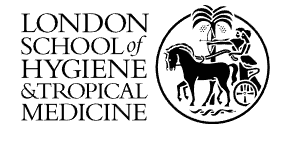 LONDON
SCHOOL of
HYGIENE
& TROPICAL
MEDICINE